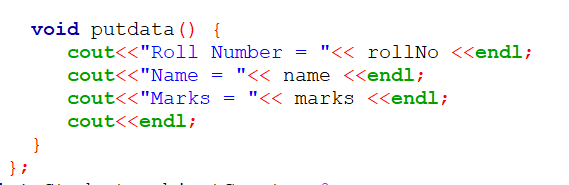 void putdata() {
cout<<"Roll Number = "<< rollNo <<endl;
cout<<"Name = "<< name <<endl;
cout<<"Marks = "<< marks <<endl;
cout<<endl;
}
};